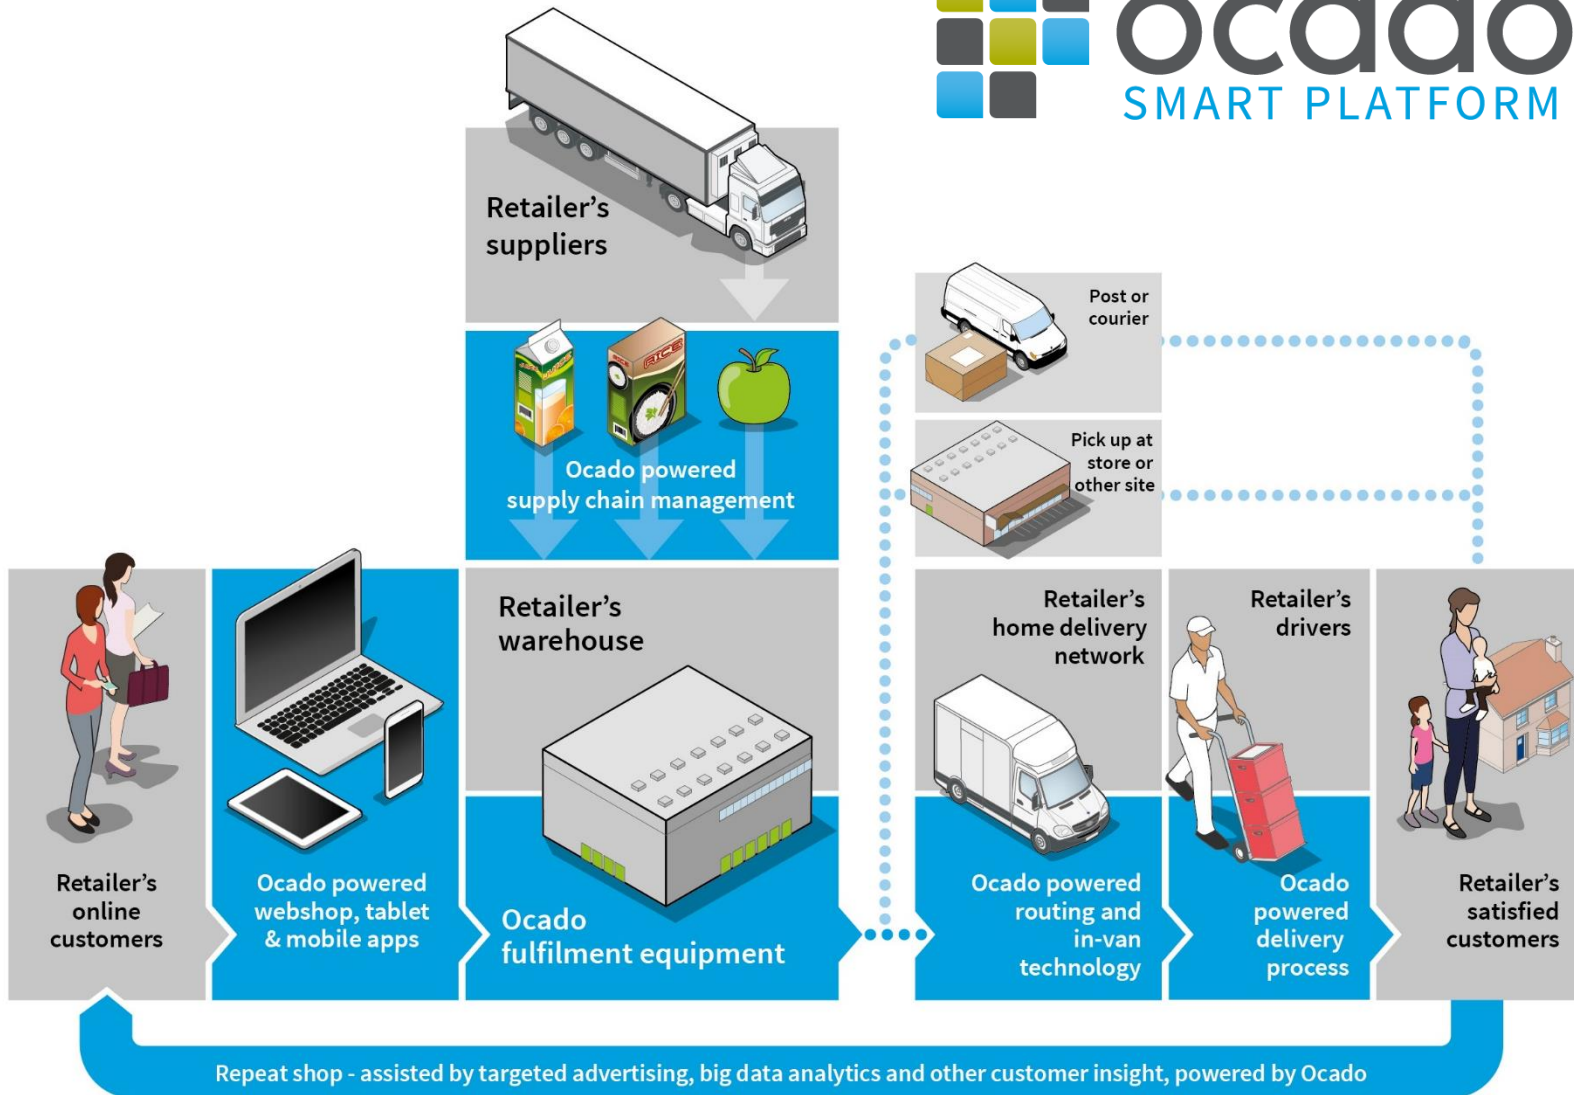 ocado
SMART PLATFORM
Retailer's
suppliers
RICE
RICE
Ocado powered
supply chain management
Post or
courier
Pick up at
store or
other site
Retailer's
online
customers
Ocado powered
webshop, tablet
& mobile apps
Retailer's
warehouse
Ocado
fulfilment equipment
Retailer's
home delivery
network
Ocado powered
routing and
in-van
technology
Retailer's
drivers
Ocado
powered
delivery
process
Retailer's
satisfied
customers
Repeat shop - assisted by targeted advertising, big data analytics and other customer insight, powered by Ocado